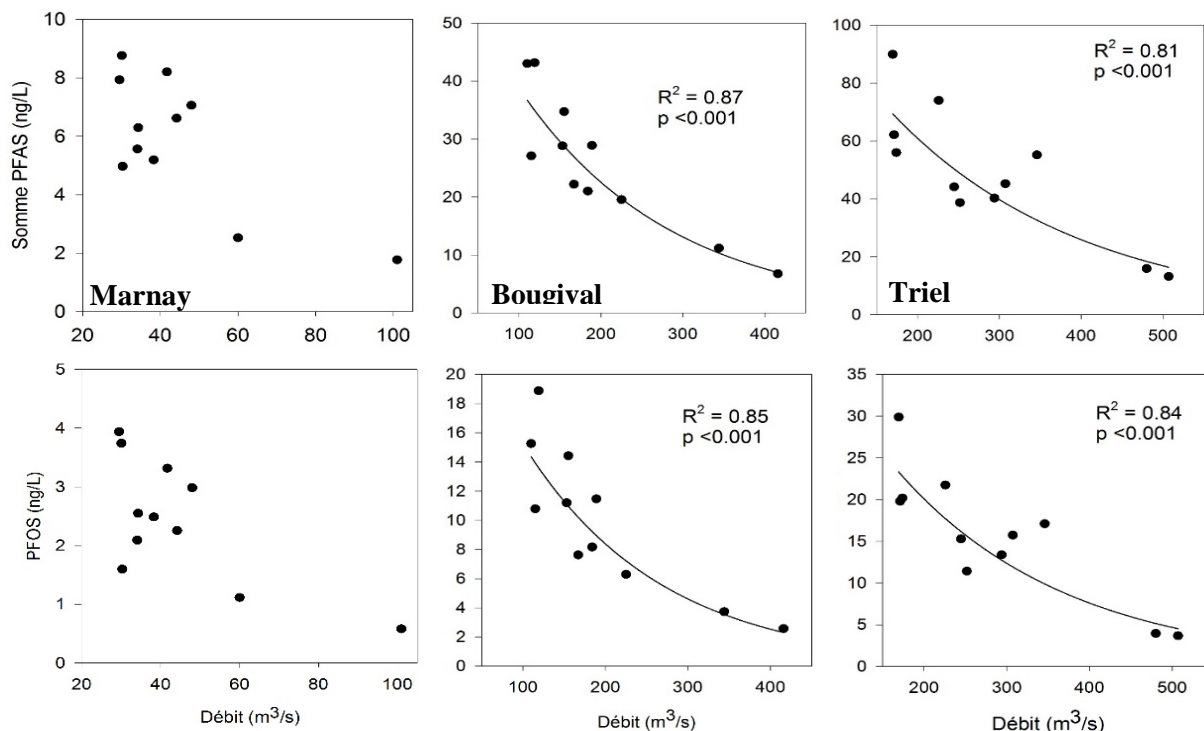 Somme PFAS (ng/L)
10
8
6
4
2
0
Marnay
20 40 60 80 100
50
40
30
20
10
0
R² = 0.87
p <0.001
Bougival
100 200 300 400
100
80
60
40
20
0
R² = 0.81
p <0.001
Triel
200 300 400 500
PFOS (ng/L)
5
4
3
2
1
0
20 40 60 80 100
Débit (m³/s)
20
18
16
14
12
10
8
6
4
2
0
R² = 0.85
p <0.001
100 200 300 400
Débit (m³/s)
35
30
25
20
15
10
5
0
R² = 0.84
p <0.001
200 300 400 500
Débit (m³/s)